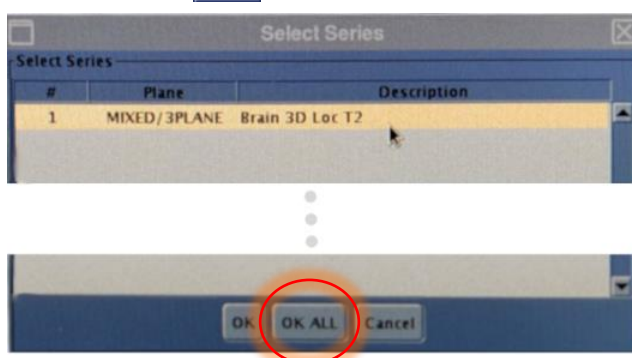 Select Series
Select Series
# Plane Description
1 MIXED/3PLANE Brain 3D Loc T2
OK OK ALL Cancel